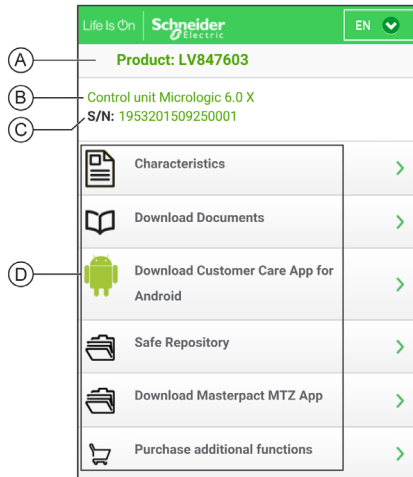 Life Is On Schneider Electric EN
A Product: LV847603
B Control unit Micrologic 6.0 X
C S/N: 1953201509250001
Characteristics
Download Documents
D Download Customer Care App for
Android
Safe Repository
Download Masterpact MTZ App
Purchase additional functions